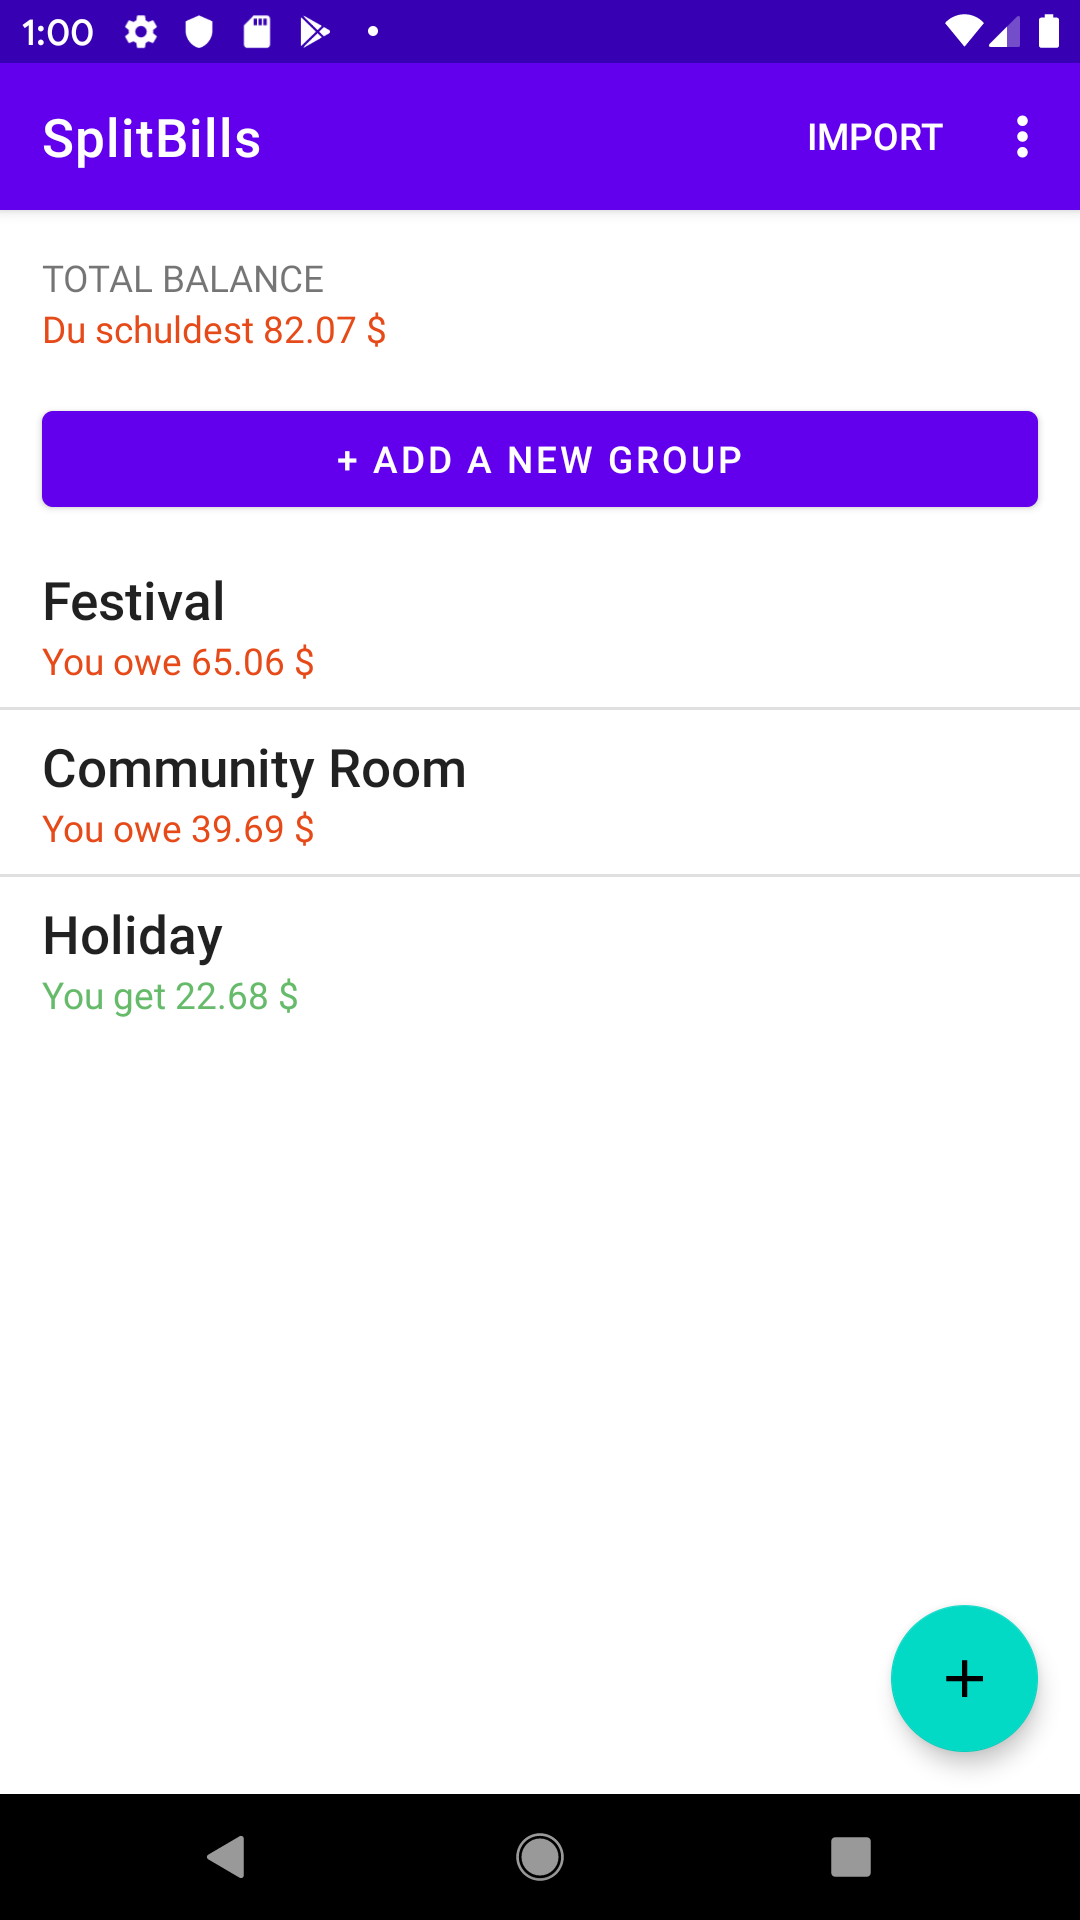 1:00
SplitBills
IMPORT
TOTAL BALANCE
Du schuldest 82.07 $
+ ADD A NEW GROUP
Festival
You owe 65.06 $
Community Room
You owe 39.69 $
Holiday
You get 22.68 $
+